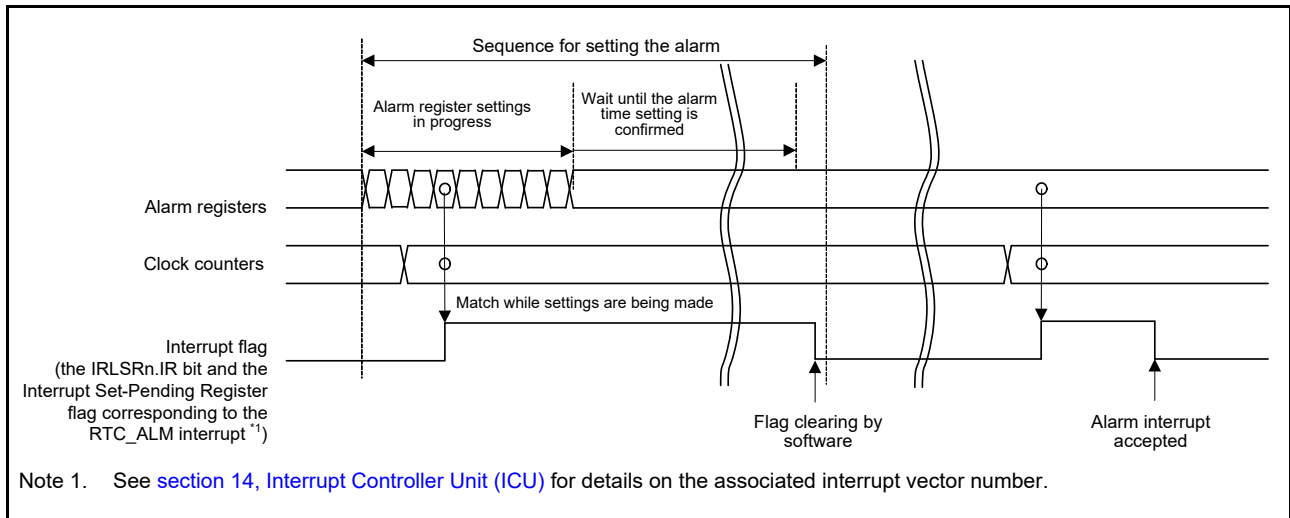 Sequence for setting the alarm
Alarm register settings
in progress
Wait until the alarm
time setting is
confirmed
Alarm registers
Clock counters
Match while settings are being made
Interrupt flag
(the IRLSRn.IR bit and the
Interrupt Set-Pending Register
flag corresponding to the
RTC_ALM interrupt *1)
Flag clearing by
software
Alarm interrupt
accepted
Note 1. See section 14, Interrupt Controller Unit (ICU) for details on the associated interrupt vector number.